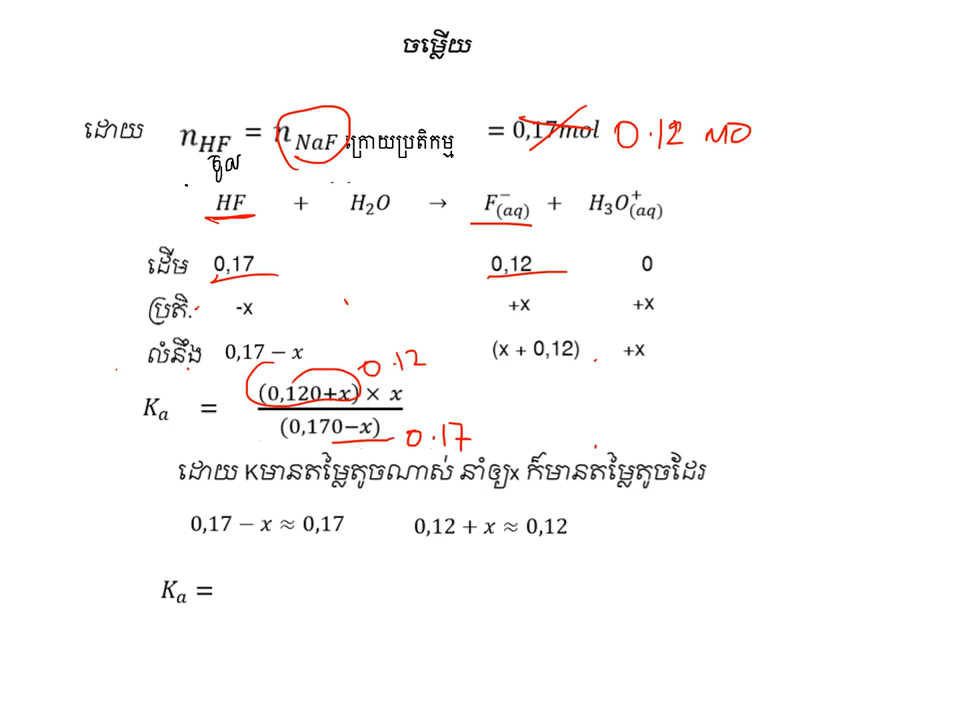 ចម្លើយ
ដោយ n_HF = n_NaF ក្រោយប្រតិកម្ម = 0,17mol 0.12 mo
HF + H₂O → F⁻(aq) + H₃O⁺(aq)
ដើម 0,17 0,12 0
ប្រតិ. -x +x +x
លំនឹង 0,17 − x (x + 0,12) +x
0.12
Kₐ = (0,120+x) × x / (0,170−x)
0.17
ដោយ Kមានតម្លៃតូចណាស់ នាំឲ្យx ក៏មានតម្លៃតូចដែរ
0,17 − x ≈ 0,17 0,12 + x ≈ 0,12
Kₐ =